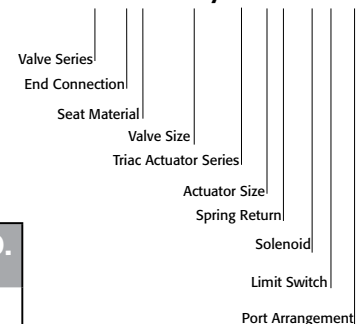 Valve Series
End Connection
Seat Material
Valve Size
Triac Actuator Series
Actuator Size
Spring Return
Solenoid
Limit Switch
Port Arrangement